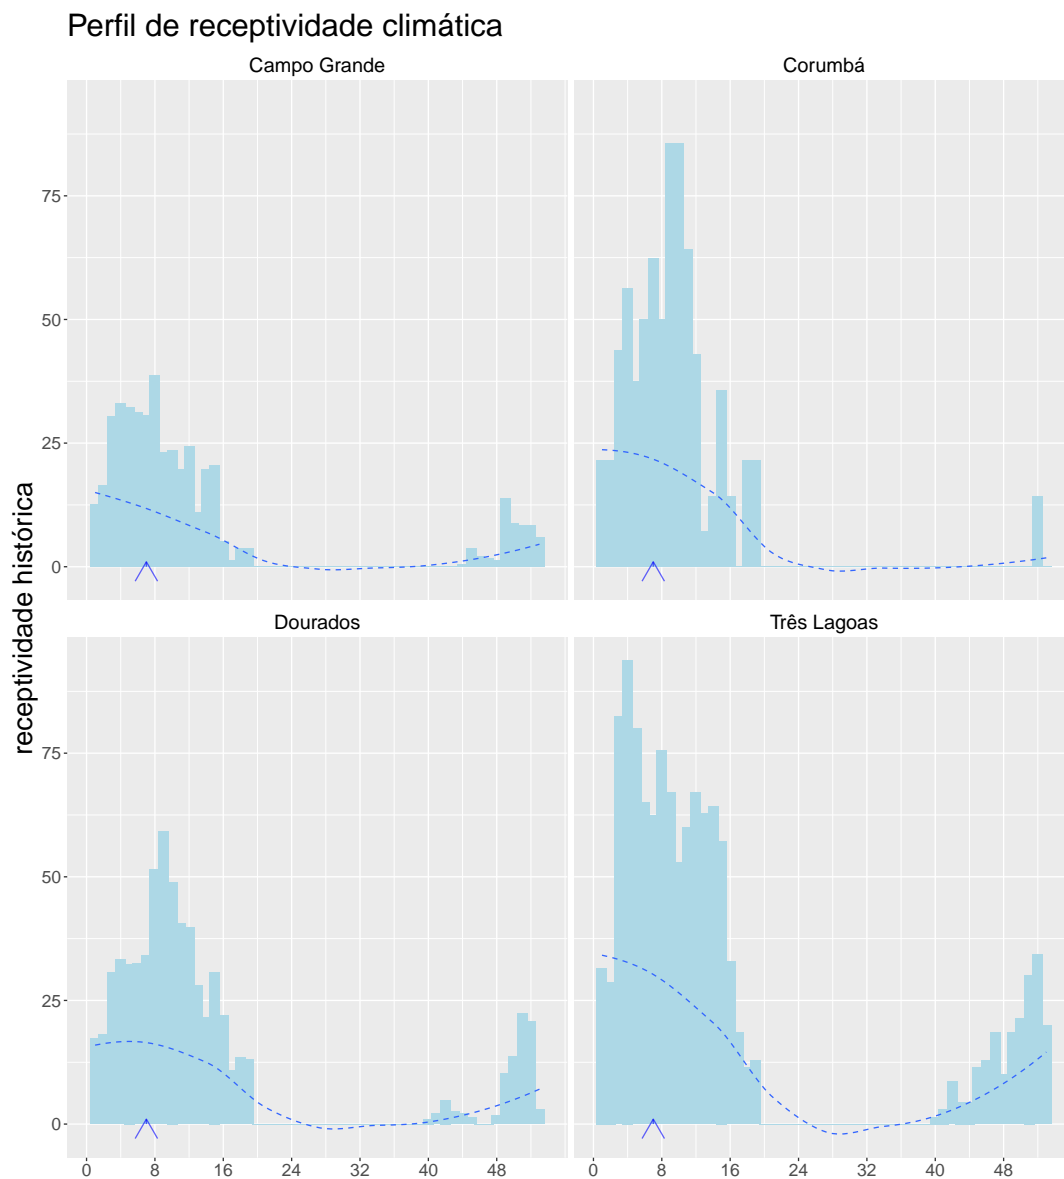 Perfil de receptividade climática
Campo Grande
Corumbá
75
50
25
0
receptividade histórica
Dourados
Três Lagoas
75
50
25
0
0 8 16 24 32 40 48
0 8 16 24 32 40 48